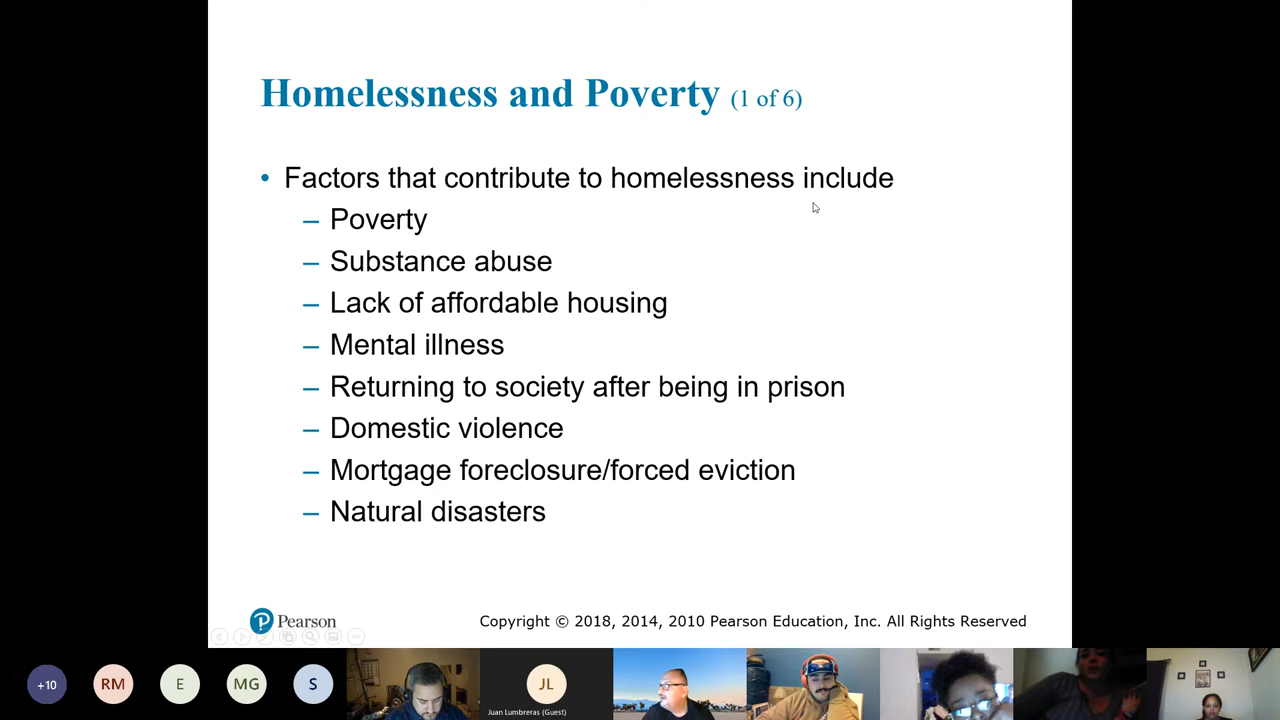 Homelessness and Poverty (1 of 6)
• Factors that contribute to homelessness include
– Poverty
– Substance abuse
– Lack of affordable housing
– Mental illness
– Returning to society after being in prison
– Domestic violence
– Mortgage foreclosure/forced eviction
– Natural disasters
Pearson
Copyright © 2018, 2014, 2010 Pearson Education, Inc. All Rights Reserved
+10 RM E MG S JL
Juan Lumbreras (Guest)